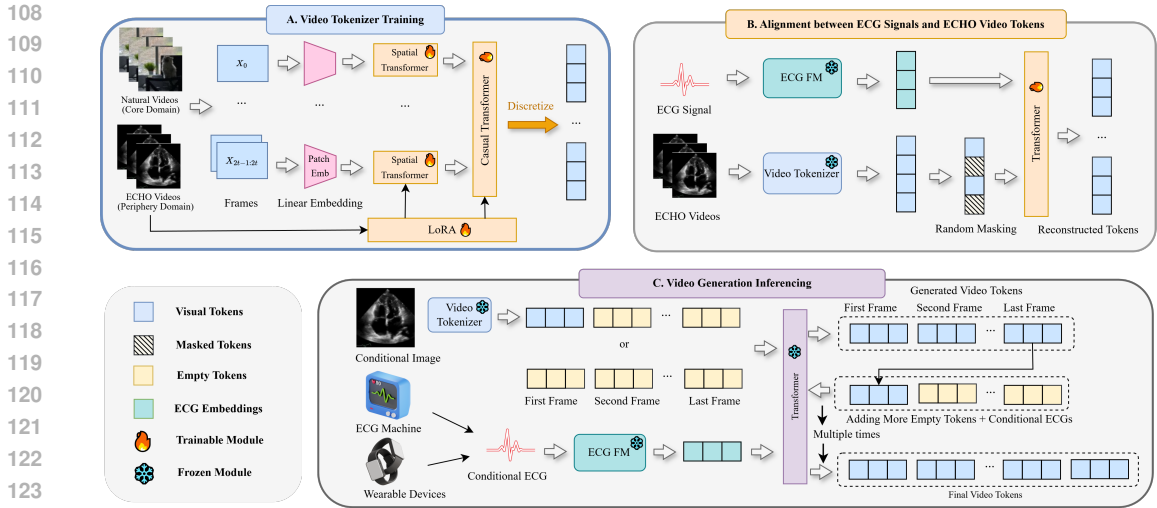 108
109
110
111
112
113
114
115
116
117
118
119
120
121
122
123
A. Video Tokenizer Training
Natural Videos
(Core Domain)
ECHO Videos
(Periphery Domain)
X₀
...
X₂ₜ₋₁:₂ₜ
Frames
...
Patch
Emb
Linear Embedding
Spatial
Transformer
...
Spatial
Transformer
Casual Transformer
LoRA
Discretize
...
B. Alignment between ECG Signals and ECHO Video Tokens
ECG Signal
ECG FM
ECHO Videos
Video Tokenizer
Random Masking
Transformer
...
Reconstructed Tokens
Visual Tokens
Masked Tokens
Empty Tokens
ECG Embeddings
Trainable Module
Frozen Module
C. Video Generation Inferencing
Conditional Image
Video
Tokenizer
...
or
...
First Frame Second Frame Last Frame
ECG Machine
Wearable Devices
Conditional ECG
ECG FM
Transformer
Generated Video Tokens
First Frame Second Frame Last Frame
...
...
Adding More Empty Tokens + Conditional ECGs
Multiple times
...
Final Video Tokens